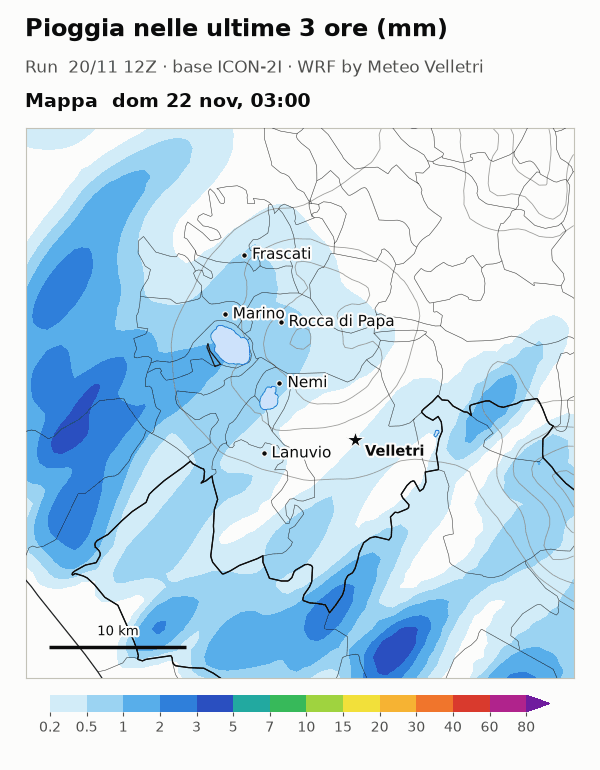 Pioggia nelle ultime 3 ore (mm)
Run 20/11 12Z · base ICON-2I · WRF by Meteo Velletri
Mappa dom 22 nov, 03:00
Frascati
Marino
Rocca di Papa
Nemi
Velletri
Lanuvio
10 km
0.2 0.5 1 2 3 5 7 10 15 20 30 40 60 80